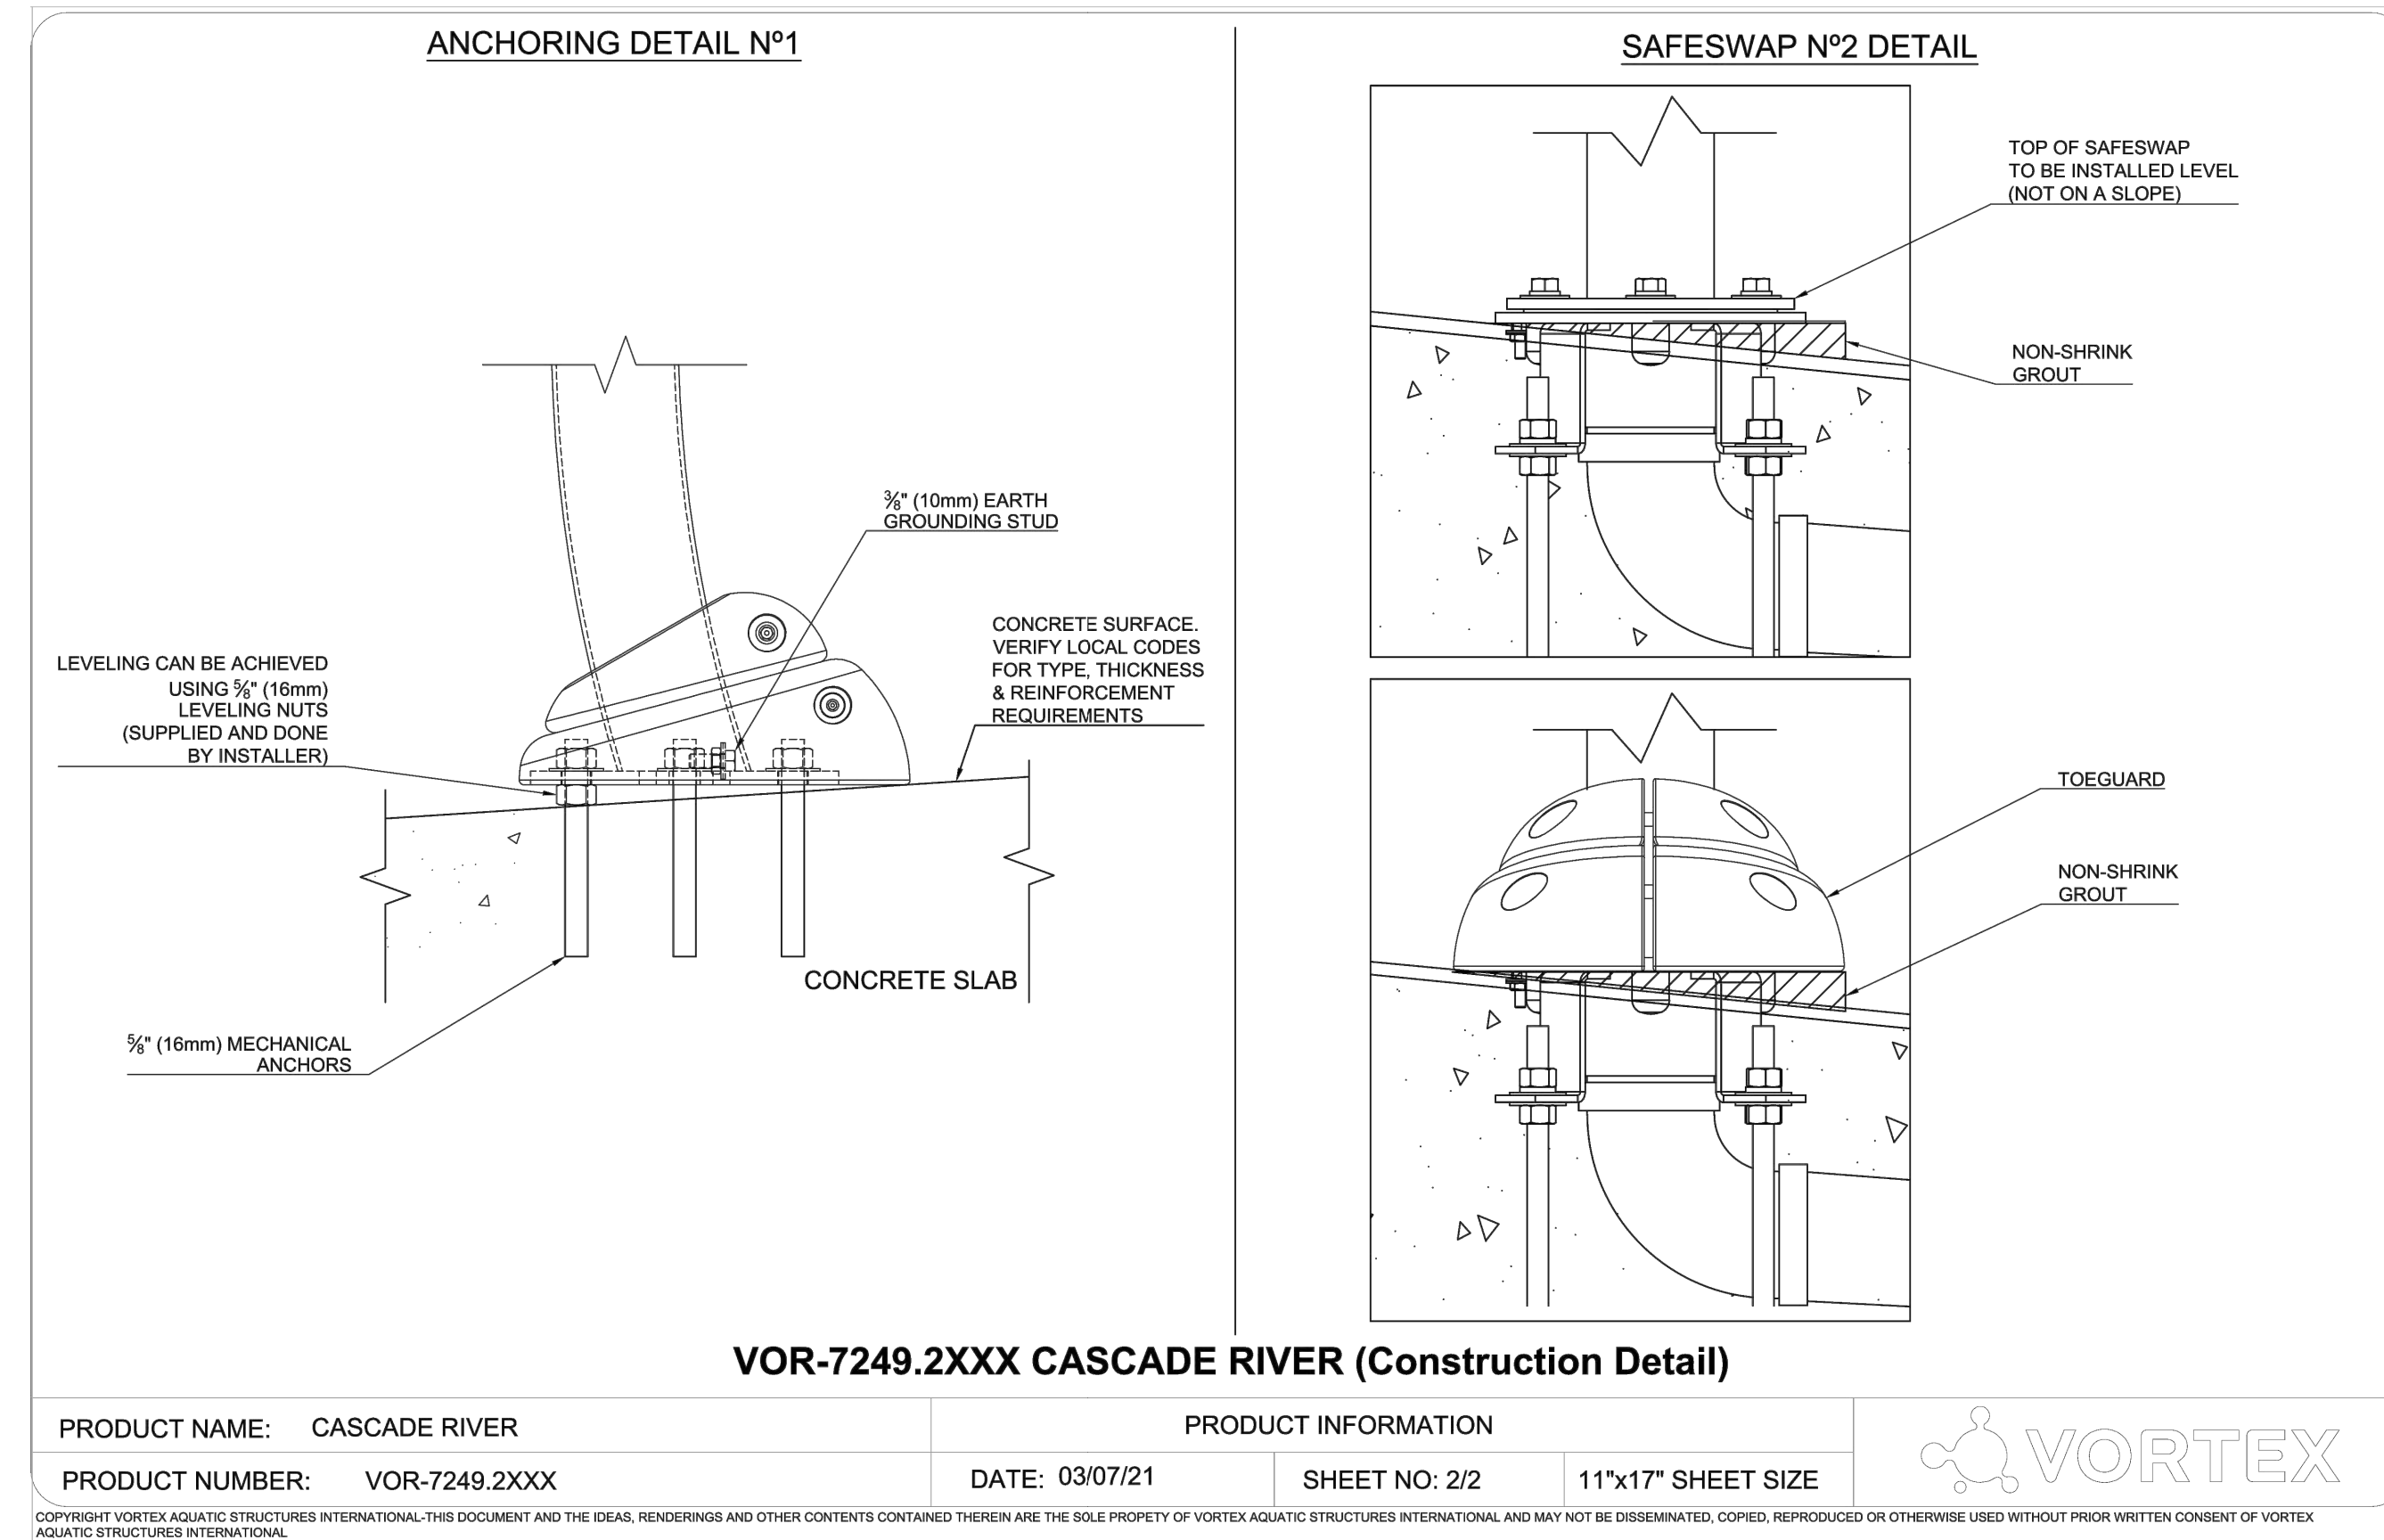 ANCHORING DETAIL Nº1
⅜" (10mm) EARTH
GROUNDING STUD
CONCRETE SURFACE.
VERIFY LOCAL CODES
FOR TYPE, THICKNESS
& REINFORCEMENT
REQUIREMENTS
LEVELING CAN BE ACHIEVED
USING ⅝" (16mm)
LEVELING NUTS
(SUPPLIED AND DONE
BY INSTALLER)
CONCRETE SLAB
⅝" (16mm) MECHANICAL
ANCHORS
SAFESWAP Nº2 DETAIL
TOP OF SAFESWAP
TO BE INSTALLED LEVEL
(NOT ON A SLOPE)
NON-SHRINK
GROUT
TOEGUARD
NON-SHRINK
GROUT
VOR-7249.2XXX CASCADE RIVER (Construction Detail)
PRODUCT NAME: CASCADE RIVER
PRODUCT INFORMATION
PRODUCT NUMBER: VOR-7249.2XXX
DATE: 03/07/21
SHEET NO: 2/2
11"x17" SHEET SIZE
VORTEX
COPYRIGHT VORTEX AQUATIC STRUCTURES INTERNATIONAL-THIS DOCUMENT AND THE IDEAS, RENDERINGS AND OTHER CONTENTS CONTAINED THEREIN ARE THE SOLE PROPETY OF VORTEX AQUATIC STRUCTURES INTERNATIONAL AND MAY NOT BE DISSEMINATED, COPIED, REPRODUCED OR OTHERWISE USED WITHOUT PRIOR WRITTEN CONSENT OF VORTEX
AQUATIC STRUCTURES INTERNATIONAL